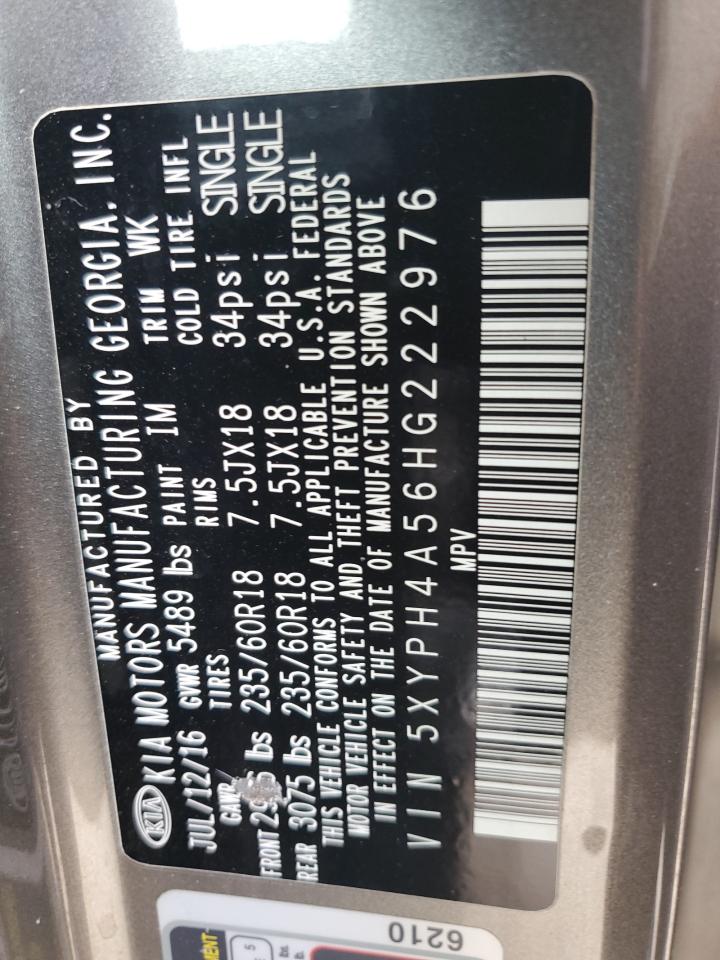 MANUFACTURED BY
KIA KIA MOTORS MANUFACTURING GEORGIA, INC.
JUL/12/16 GVWR 5489 lbs PAINT IM TRIM WK
TIRES RIMS COLD TIRE INFL
FRONT lbs 235/60R18 7.5JX18 34psi SINGLE
REAR 3075 lbs 235/60R18 7.5JX18 34psi SINGLE
THIS VEHICLE CONFORMS TO ALL APPLICABLE U.S.A. FEDERAL
MOTOR VEHICLE SAFETY AND THEFT PREVENTION STANDARDS
IN EFFECT ON THE DATE OF MANUFACTURE SHOWN ABOVE
VIN 5XYPH4A56HG222976
MPV
6210